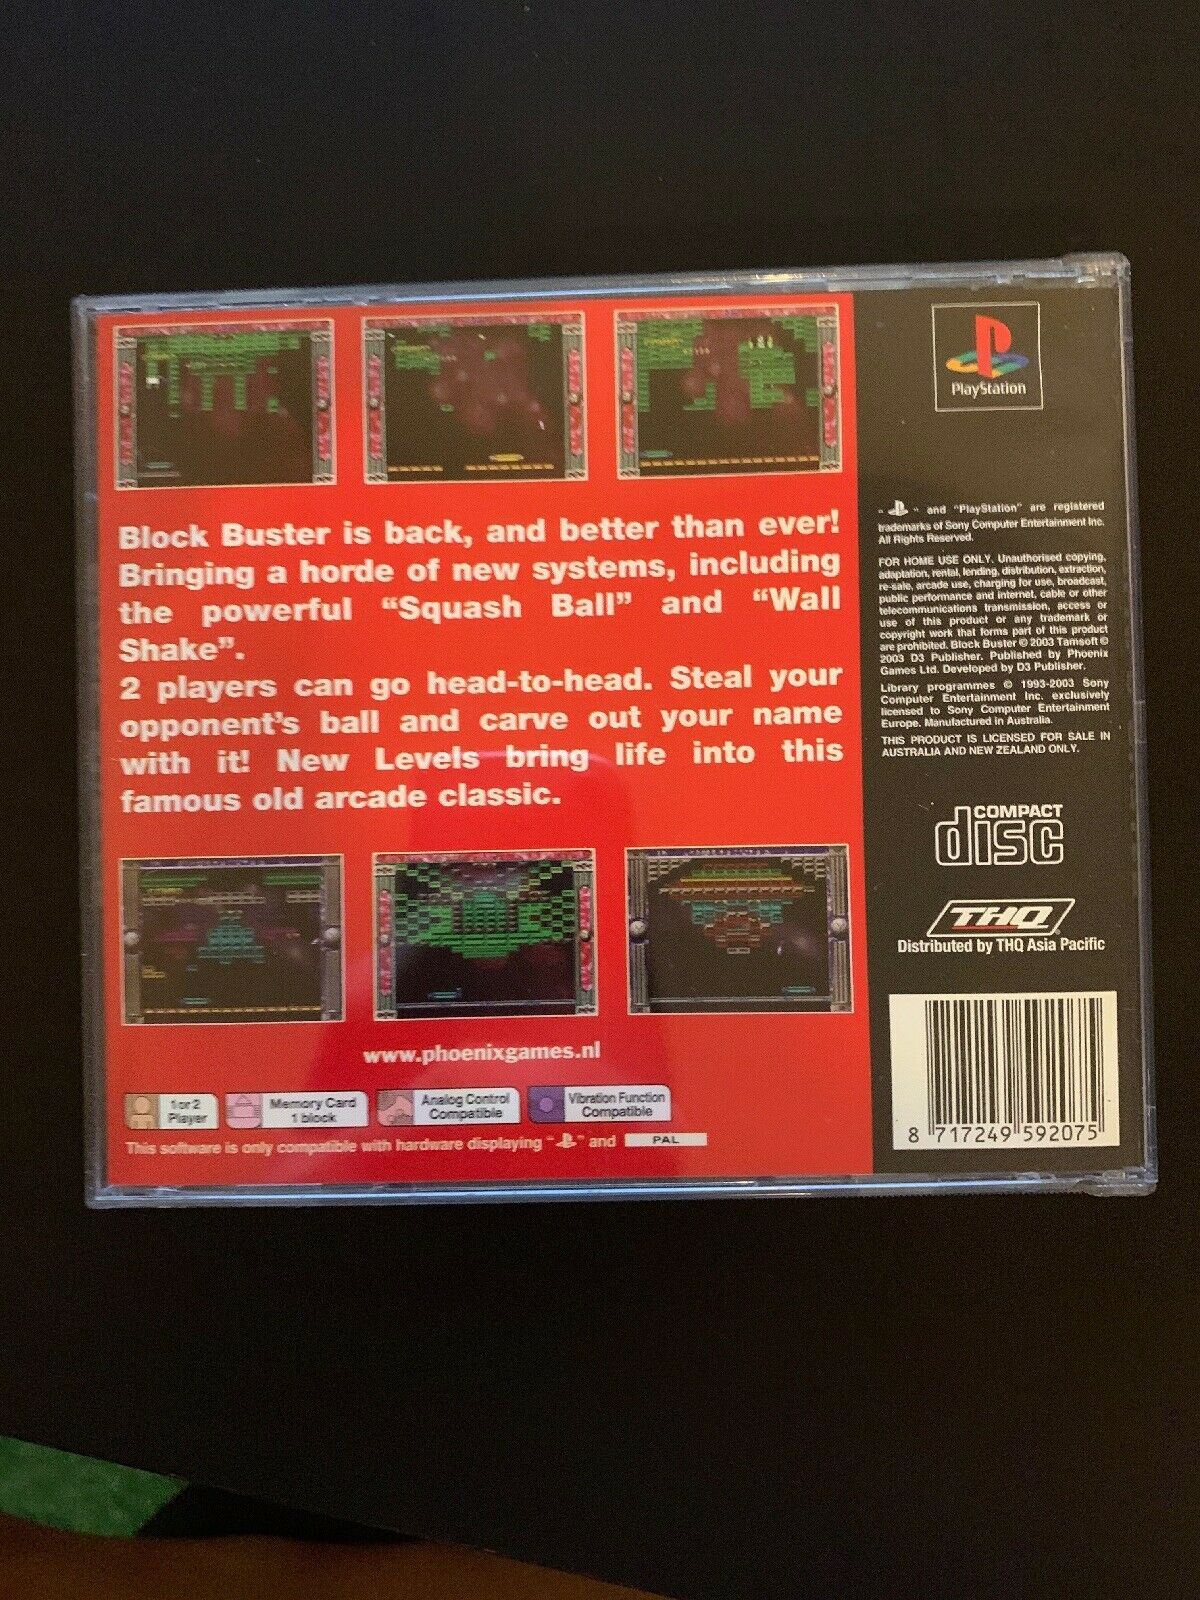 Block Buster is back, and better than ever!
Bringing a horde of new systems, including
the powerful “Squash Ball” and “Wall
Shake”.
2 players can go head-to-head. Steal your
opponent's ball and carve out your name
with it! New Levels bring life into this
famous old arcade classic.
www.phoenixgames.nl
1 or 2
Player
Memory Card
1 block
Analog Control
Compatible
Vibration Function
Compatible
This software is only compatible with hardware displaying “ ” and PAL
PlayStation
“ ” and “PlayStation” are registered
trademarks of Sony Computer Entertainment Inc.
All Rights Reserved.
FOR HOME USE ONLY. Unauthorised copying,
adaptation, rental, lending, distribution, extraction,
re-sale, arcade use, charging for use, broadcast,
public performance and internet, cable or other
telecommunications transmission, access or
use of this product or any trademark or
copyright work that forms part of this product
are prohibited. Block Buster © 2003 Tamsoft ©
2003 D3 Publisher. Published by Phoenix
Games Ltd. Developed by D3 Publisher.
Library programmes © 1993-2003 Sony
Computer Entertainment Inc. exclusively
licensed to Sony Computer Entertainment
Europe. Manufactured in Australia.
THIS PRODUCT IS LICENSED FOR SALE IN
AUSTRALIA AND NEW ZEALAND ONLY.
COMPACT
disc
THQ
Distributed by THQ Asia Pacific
8 717249 592075